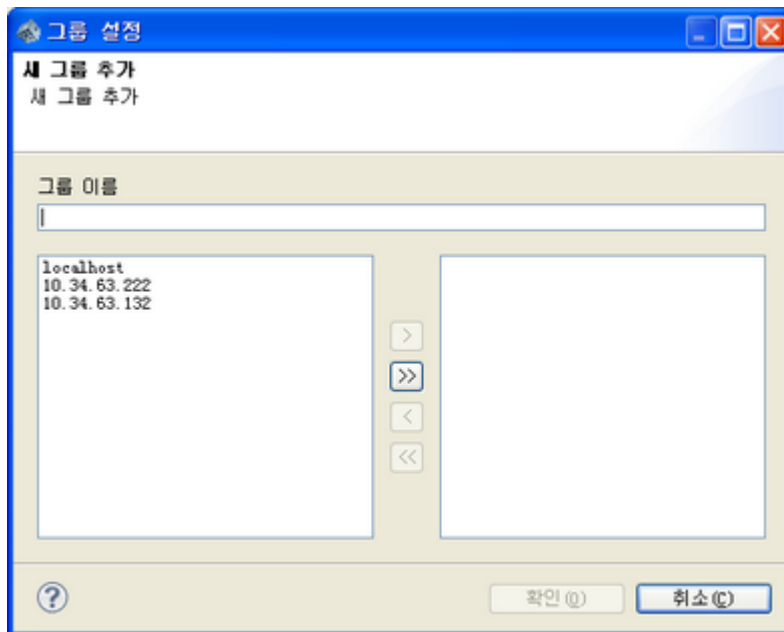 그룹 설정
새 그룹 추가
새 그룹 추가
그룹 이름
localhost
10.34.63.222
10.34.63.132
>
>>
<
<<
?
확인(O)
취소(C)